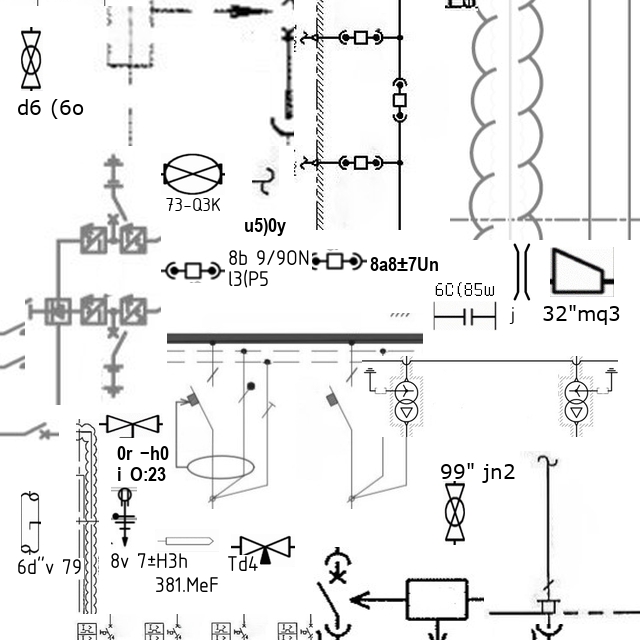 d6 (6o
73-Q3K
u5)0y
8b 9/90N
l3(P5
8a8±7Un
6C(85w
j
32"mq3
0r −h0
i O:23
99" jn2
6d"v 79
8v 7±H3h
Td4
381.MeF